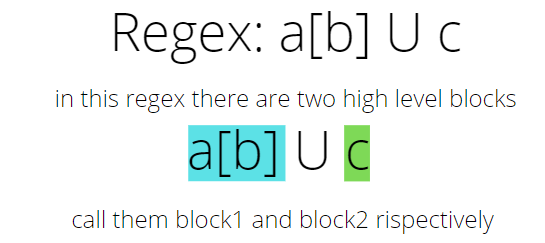 Regex: a[b] U c
in this regex there are two high level blocks
a[b] U c
call them block1 and block2 rispectively